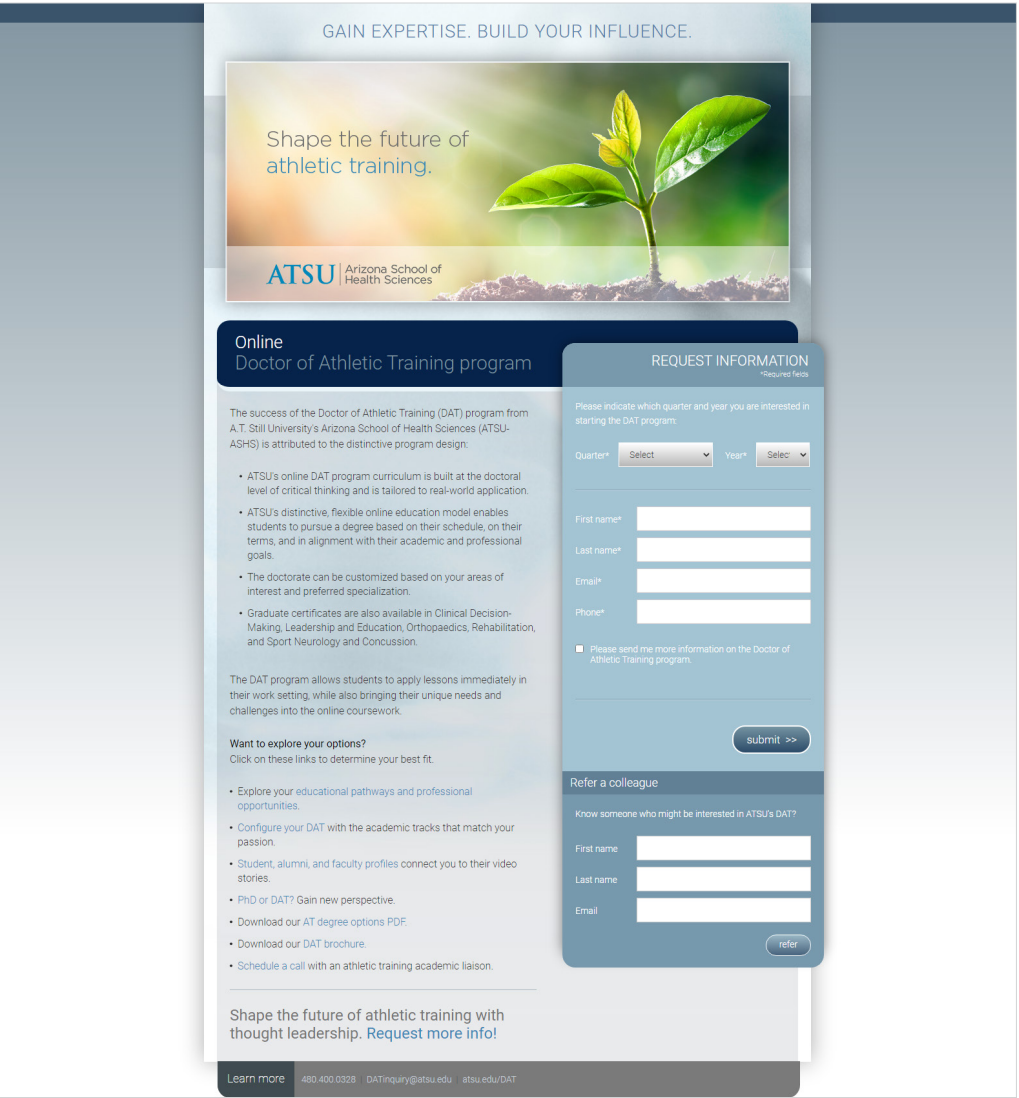 GAIN EXPERTISE. BUILD YOUR INFLUENCE.
Shape the future of
athletic training.
ATSU
Arizona School of
Health Sciences
Online
Doctor of Athletic Training program
The success of the Doctor of Athletic Training (DAT) program from
A.T. Still University's Arizona School of Health Sciences (ATSU-
ASHS) is attributed to the distinctive program design:
• ATSU's online DAT program curriculum is built at the doctoral
level of critical thinking and is tailored to real-world application.
• ATSU's distinctive, flexible online education model enables
students to pursue a degree based on their schedule, on their
terms, and in alignment with their academic and professional
goals.
• The doctorate can be customized based on your areas of
interest and preferred specialization.
• Graduate certificates are also available in Clinical Decision-
Making, Leadership and Education, Orthopaedics, Rehabilitation,
and Sport Neurology and Concussion.
The DAT program allows students to apply lessons immediately in
their work setting, while also bringing their unique needs and
challenges into the online coursework.
Want to explore your options?
Click on these links to determine your best fit.
• Explore your educational pathways and professional
opportunities.
• Configure your DAT with the academic tracks that match your
passion.
• Student, alumni, and faculty profiles connect you to their video
stories.
• PhD or DAT? Gain new perspective.
• Download our AT degree options PDF.
• Download our DAT brochure.
• Schedule a call with an athletic training academic liaison.
Shape the future of athletic training with
thought leadership. Request more info!
REQUEST INFORMATION
*Required fields
Please indicate which quarter and year you are interested in
starting the DAT program:
Quarter* Select Year* Selec
First name*
Last name*
Email*
Phone*
Please send me more information on the Doctor of
Athletic Training program.
submit >>
Refer a colleague
Know someone who might be interested in ATSU's DAT?
First name
Last name
Email
refer
Learn more 480.400.0328 | DATinquiry@atsu.edu | atsu.edu/DAT